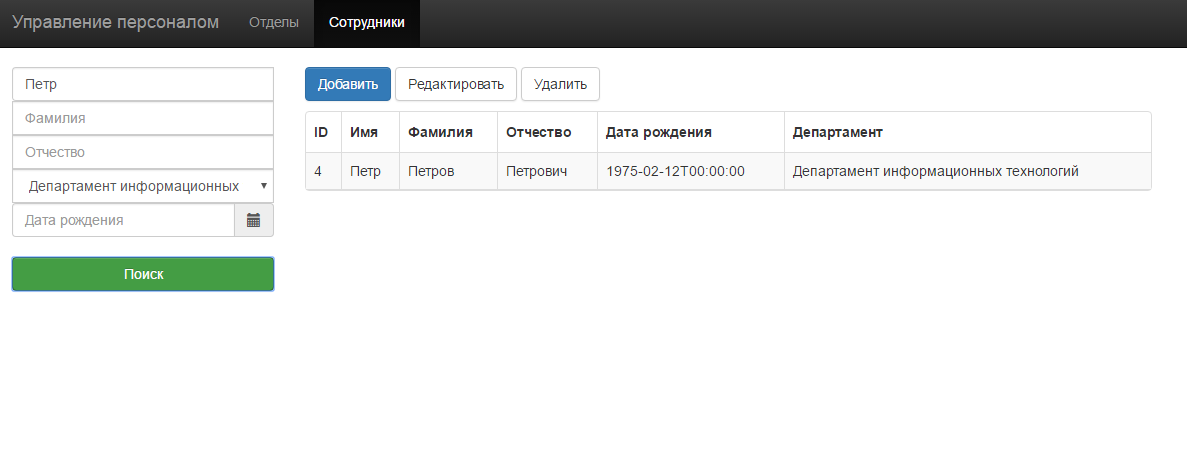 Управление персоналом Отделы Сотрудники
Петр
Фамилия
Отчество
Департамент информационных
Дата рождения
Поиск
Добавить Редактировать Удалить
ID Имя Фамилия Отчество Дата рождения Департамент
4 Петр Петров Петрович 1975-02-12T00:00:00 Департамент информационных технологий